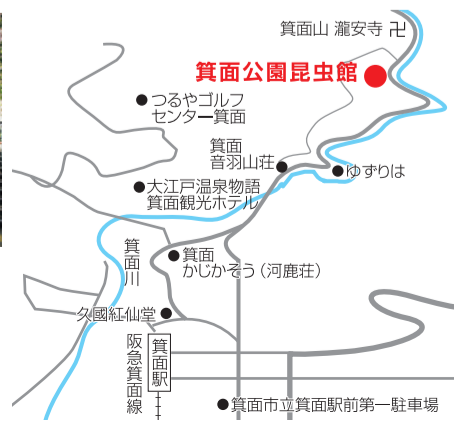 箕面山 瀧安寺 卍
箕面公園昆虫館
つるやゴルフ
センター箕面
箕面
音羽山荘
ゆずりは
大江戸温泉物語
箕面観光ホテル
箕面川
箕面
かじかそう（河鹿荘）
久國紅仙堂
箕面駅
阪急箕面線
箕面市立箕面駅前第一駐車場